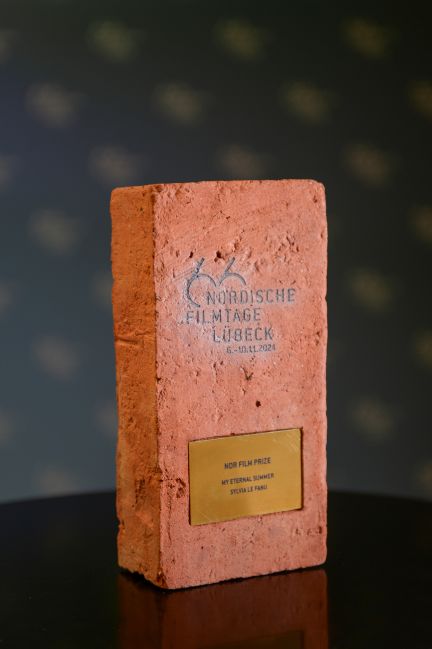 66
NORDISCHE
FILMTAGE
LÜBECK
6.–10.11.2024
NDR FILM PRIZE
MY ETERNAL SUMMER
SYLVIA LE FANU